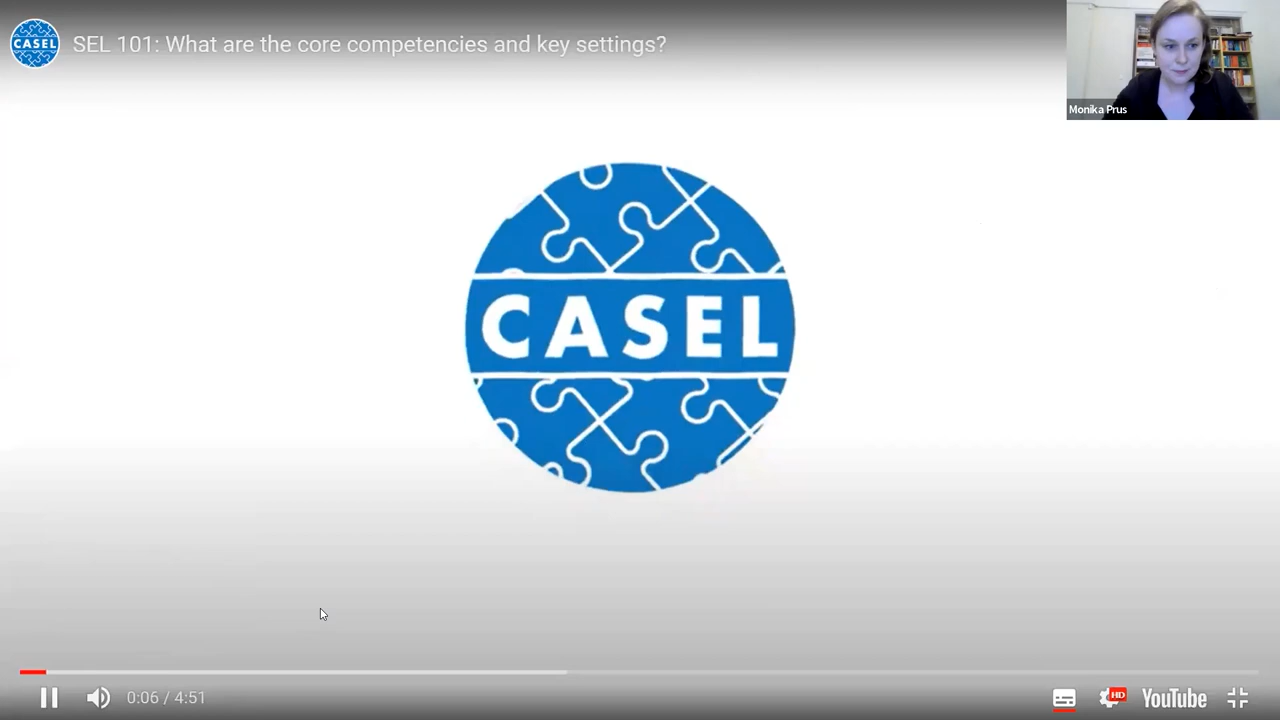 CASEL
SEL 101: What are the core competencies and key settings?
Monika Prus
CASEL
0:06 / 4:51
HD
YouTube